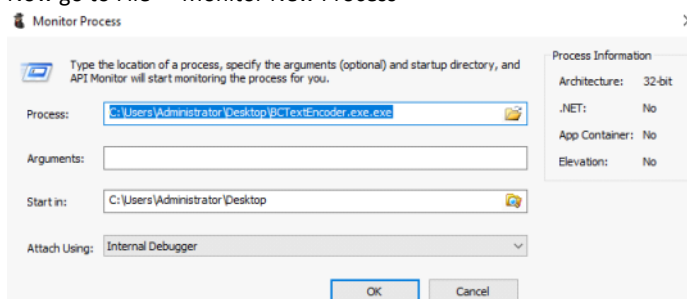 Monitor Process
Type the location of a process, specify the arguments (optional) and startup directory, and
API Monitor will start monitoring the process for you.
Process:
C:\Users\Administrator\Desktop\BCTextEncoder.exe.exe
Arguments:
Start in:
C:\Users\Administrator\Desktop
Attach Using:
Internal Debugger
OK
Cancel
Process Information
Architecture: 32-bit
.NET: No
App Container: No
Elevation: No